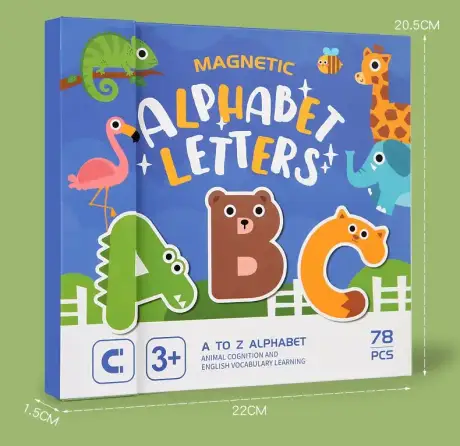 20.5CM
MAGNETIC
ALPHABET
LETTERS
ABC
3+
A TO Z ALPHABET
ANIMAL COGNITION AND
ENGLISH VOCABULARY LEARNING
78
PCS
1.5CM
22CM